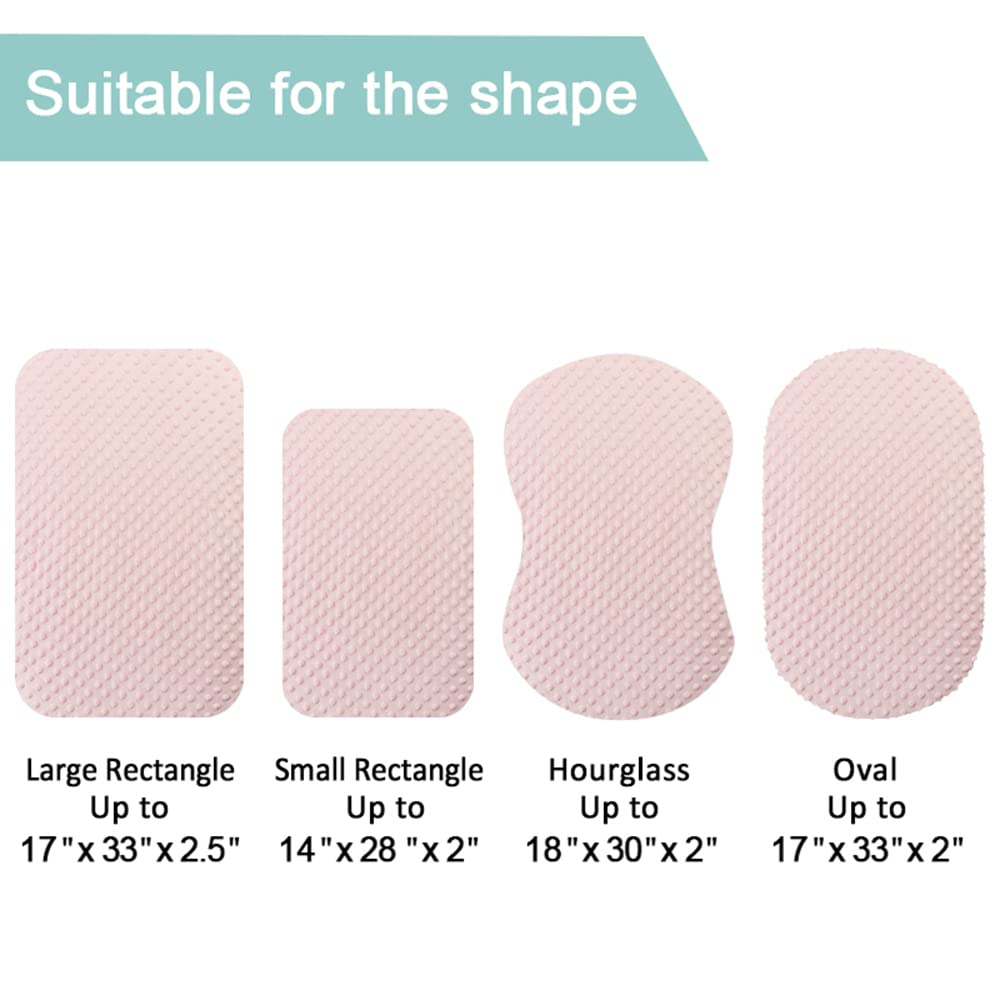 Suitable for the shape
Large Rectangle
Up to
17"x 33"x 2.5"
Small Rectangle
Up to
14"x 28 "x 2"
Hourglass
Up to
18"x 30"x 2"
Oval
Up to
17"x 33"x 2"